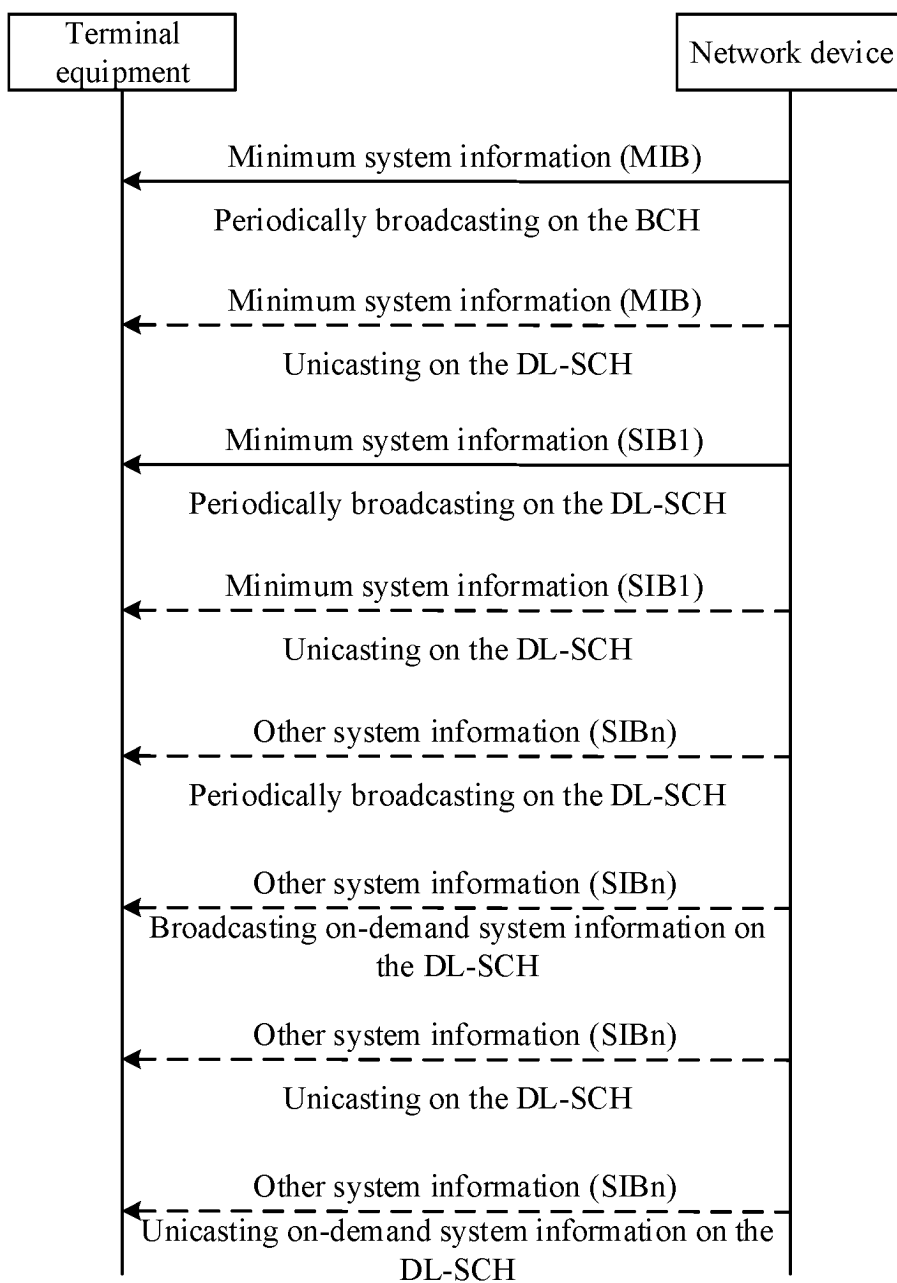 Terminal
equipment
Network device
Minimum system information (MIB)
Periodically broadcasting on the BCH
Minimum system information (MIB)
Unicasting on the DL-SCH
Minimum system information (SIB1)
Periodically broadcasting on the DL-SCH
Minimum system information (SIB1)
Unicasting on the DL-SCH
Other system information (SIBn)
Periodically broadcasting on the DL-SCH
Other system information (SIBn)
Broadcasting on-demand system information on
the DL-SCH
Other system information (SIBn)
Unicasting on the DL-SCH
Other system information (SIBn)
Unicasting on-demand system information on the
DL-SCH